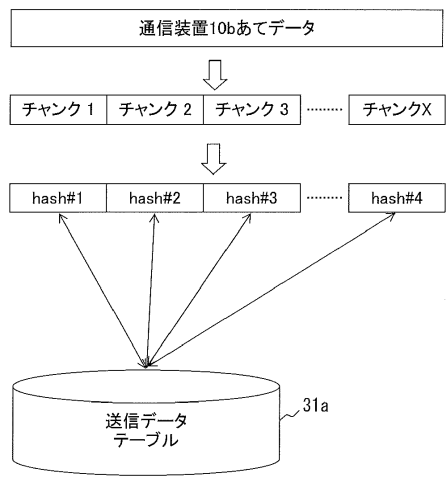 通信装置10bあてデータ
チャンク1 チャンク2 チャンク3 ········ チャンクX
hash#1 hash#2 hash#3 ········ hash#4
31a
送信データ
テーブル